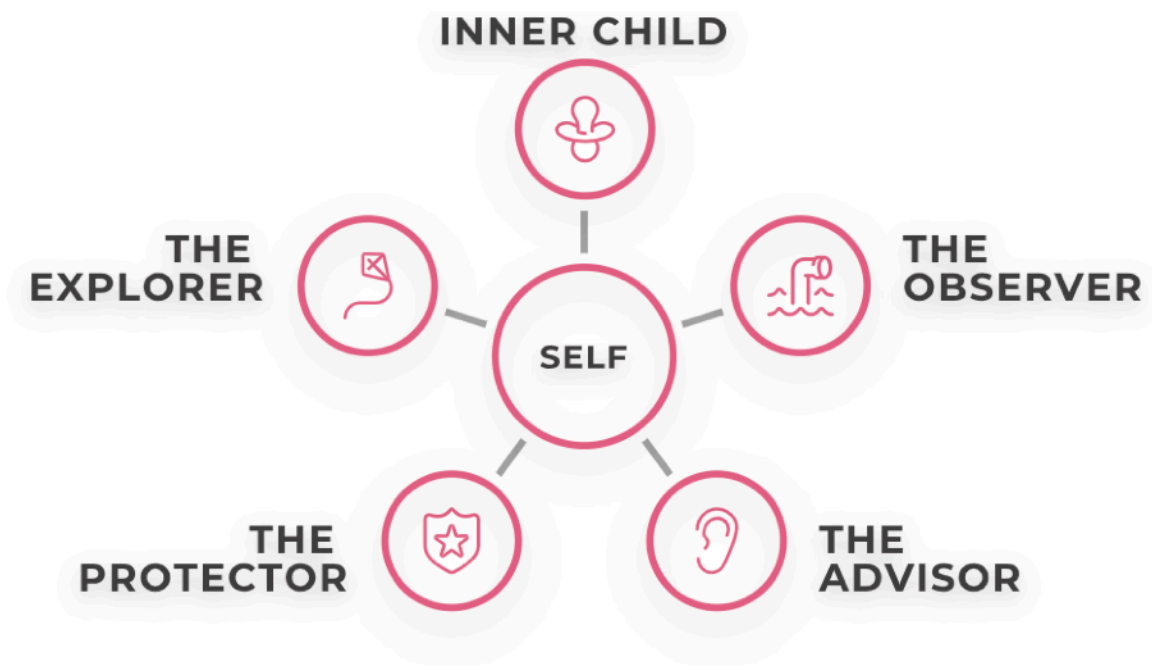 INNER CHILD
THE
EXPLORER
THE
OBSERVER
SELF
THE
PROTECTOR
THE
ADVISOR